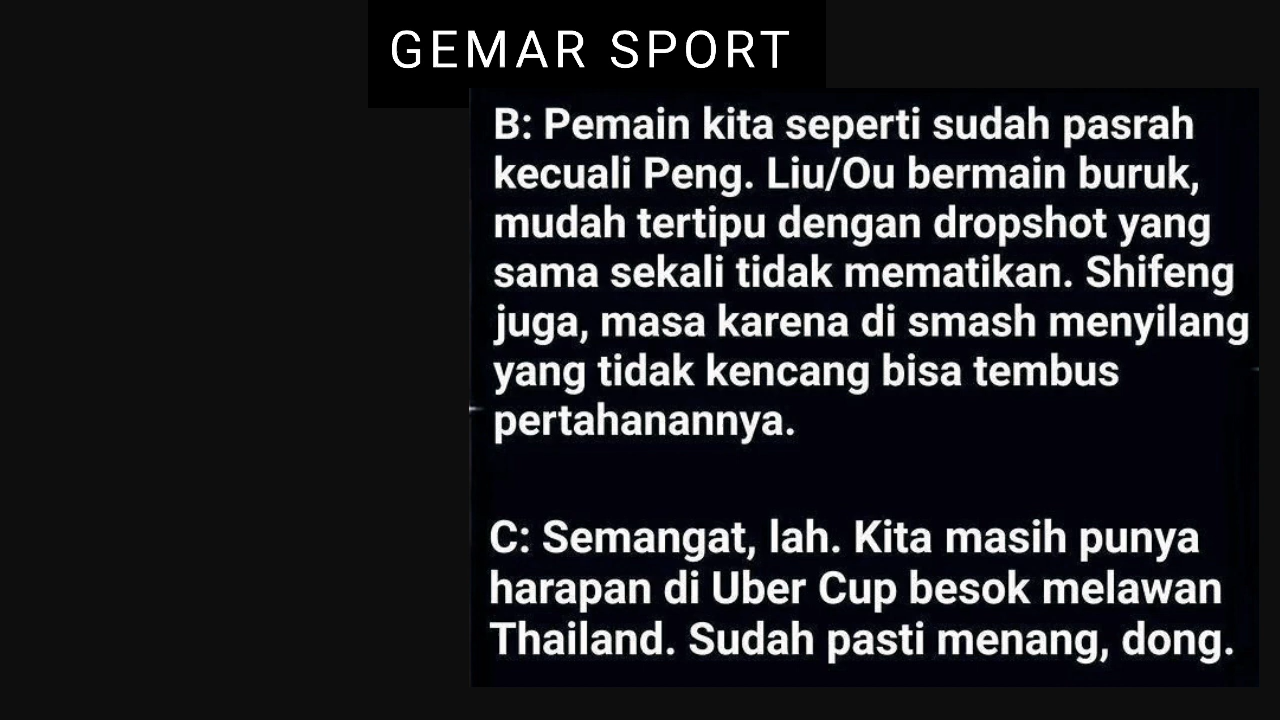 GEMAR SPORT
B: Pemain kita seperti sudah pasrah
kecuali Peng. Liu/Ou bermain buruk,
mudah tertipu dengan dropshot yang
sama sekali tidak mematikan. Shifeng
juga, masa karena di smash menyilang
yang tidak kencang bisa tembus
pertahanannya.
C: Semangat, lah. Kita masih punya
harapan di Uber Cup besok melawan
Thailand. Sudah pasti menang, dong.